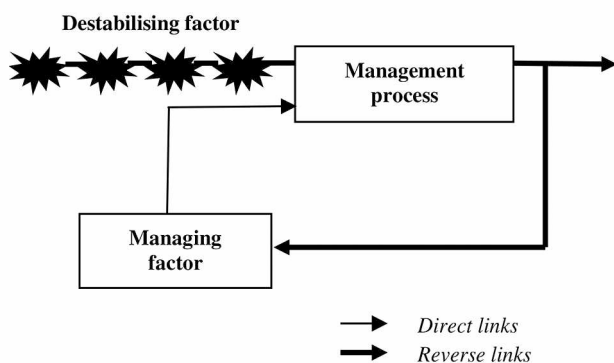 Destabilising factor
Management
process
Managing
factor
Direct links
Reverse links